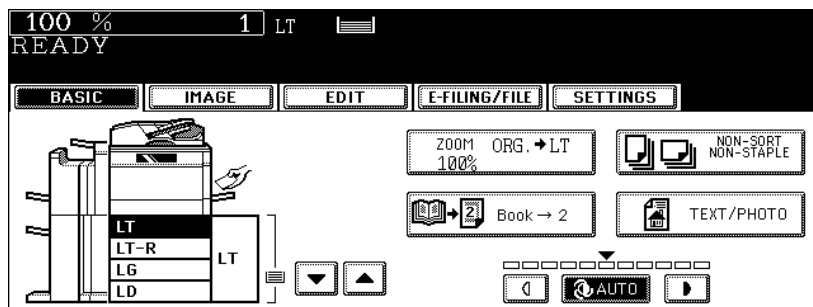 100 % 1 LT
READY
BASIC IMAGE EDIT E-FILING/FILE SETTINGS
ZOOM ORG.➔LT
100%
NON-SORT
NON-STAPLE
2 Book → 2
TEXT/PHOTO
LT
LT-R
LG
LD
LT
AUTO